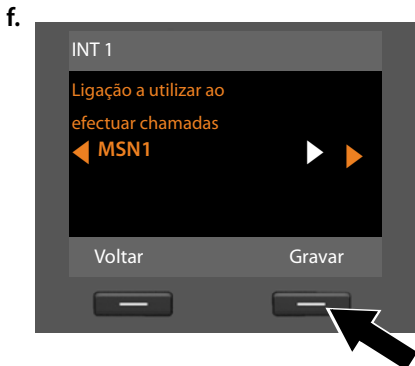 f.
INT 1
Ligação a utilizar ao
efectuar chamadas
MSN1
Voltar Gravar